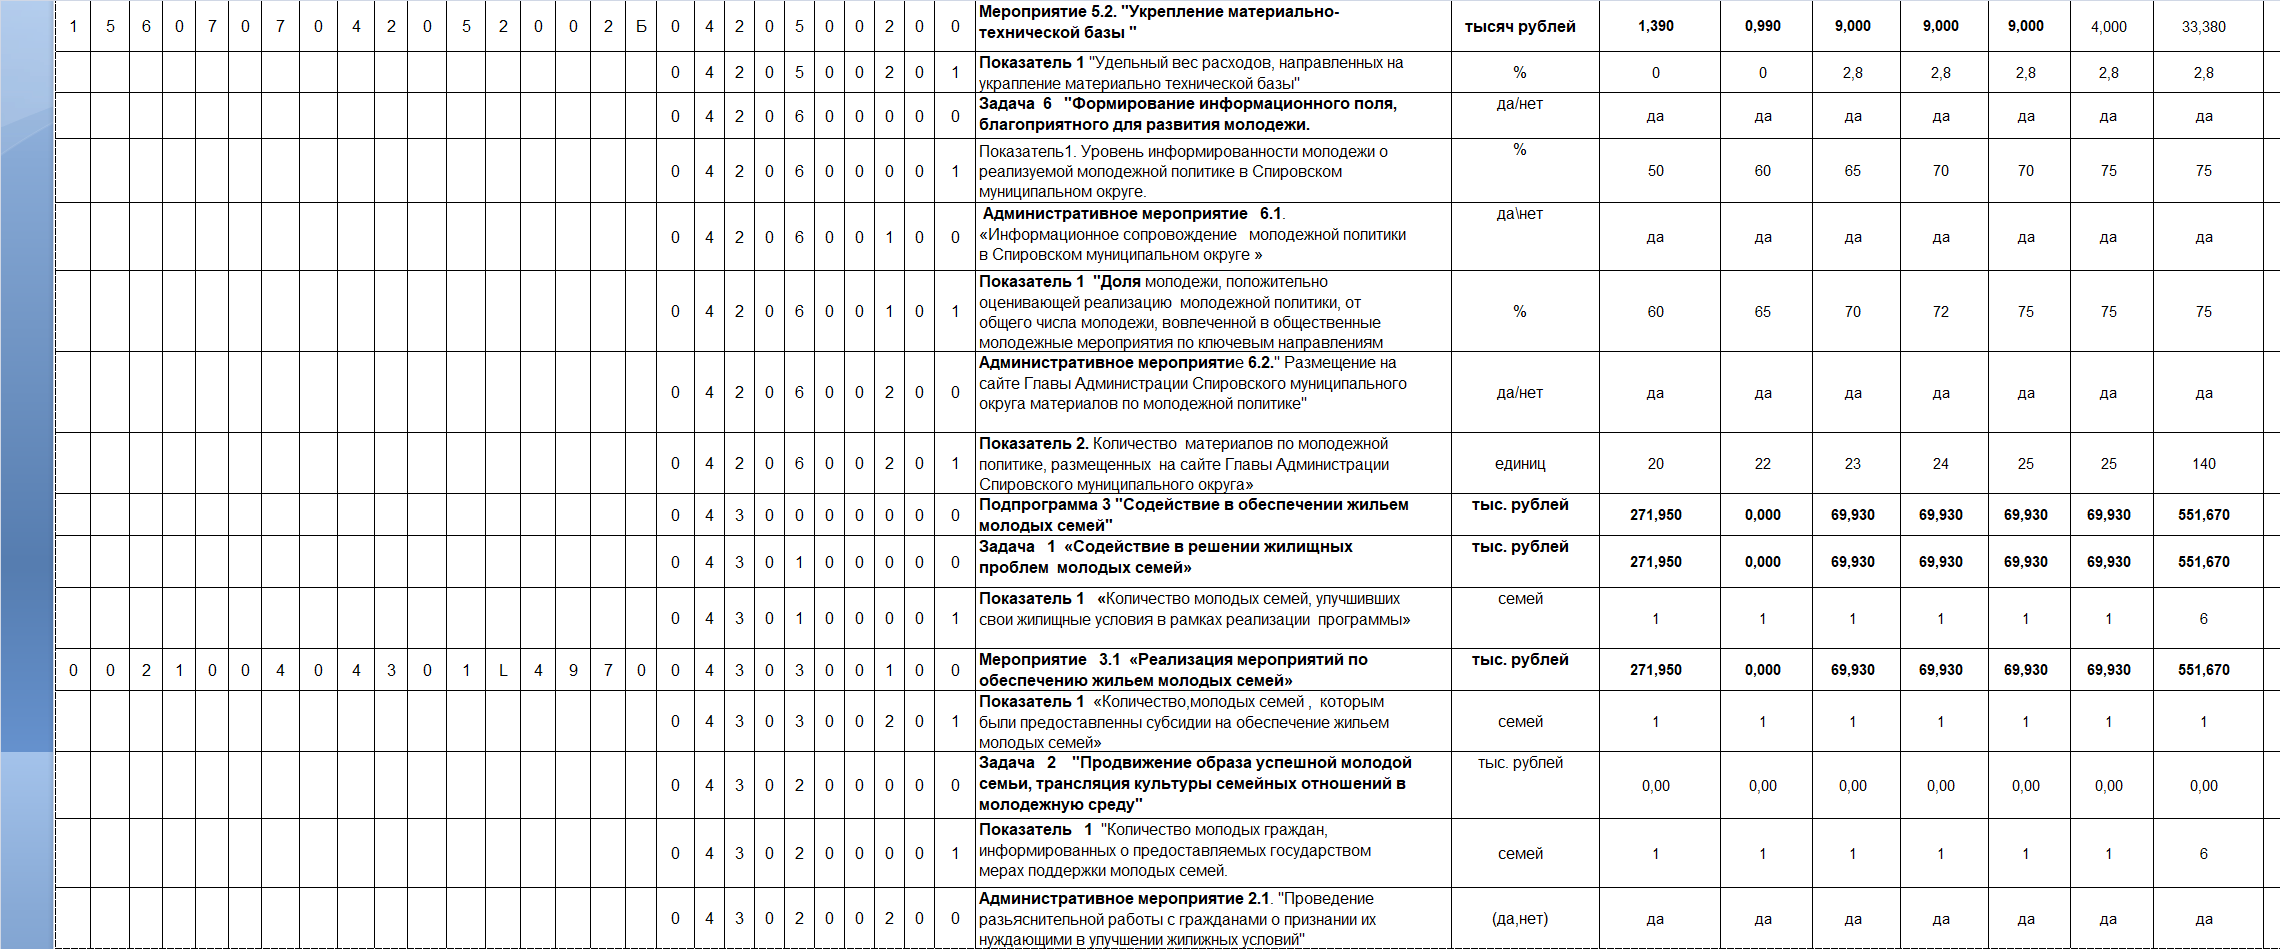 1 5 6 0 7 0 7 0 4 2 0 5 2 0 0 2 Б 0 4 2 0 5 0 0 2 0 0 Мероприятие 5.2. "Укрепление материально- тысяч рублей 1,390 0,990 9,000 9,000 9,000 4,000 33,380
технической базы "
0 4 2 0 5 0 0 2 0 1 Показатель 1 "Удельный вес расходов, направленных на % 0 0 2,8 2,8 2,8 2,8 2,8
украпление материально технической базы"
0 4 2 0 6 0 0 0 0 0 Задача 6 "Формирование информационного поля, да/нет да да да да да да да
благоприятного для развития молодежи.
0 4 2 0 6 0 0 0 0 1 Показатель1. Уровень информированности молодежи о % 50 60 65 70 70 75 75
реализуемой молодежной политике в Спировском
муниципальном округе.
0 4 2 0 6 0 0 1 0 0 Административное мероприятие 6.1. да\нет да да да да да да да
«Информационное сопровождение молодежной политики
в Спировском муниципальном округе »
0 4 2 0 6 0 0 1 0 1 Показатель 1 "Доля молодежи, положительно % 60 65 70 72 75 75 75
оценивающей реализацию молодежной политики, от
общего числа молодежи, вовлеченной в общественные
молодежные мероприятия по ключевым направлениям
0 4 2 0 6 0 0 2 0 0 Административное мероприятие 6.2." Размещение на да/нет да да да да да да да
сайте Главы Администрации Спировского муниципального
округа материалов по молодежной политике"
0 4 2 0 6 0 0 2 0 1 Показатель 2. Количество материалов по молодежной единиц 20 22 23 24 25 25 140
политике, размещенных на сайте Главы Администрации
Спировского муниципального округа»
0 4 3 0 0 0 0 0 0 0 Подпрограмма 3 "Содействие в обеспечении жильем тыс. рублей 271,950 0,000 69,930 69,930 69,930 69,930 551,670
молодых семей"
0 4 3 0 1 0 0 0 0 0 Задача 1 «Содействие в решении жилищных тыс. рублей 271,950 0,000 69,930 69,930 69,930 69,930 551,670
проблем молодых семей»
0 4 3 0 1 0 0 0 0 1 Показатель 1 «Количество молодых семей, улучшивших семей 1 1 1 1 1 1 6
свои жилищные условия в рамках реализации программы»
0 0 2 1 0 0 4 0 4 3 0 1 L 4 9 7 0 0 4 3 0 3 0 0 1 0 0 Мероприятие 3.1 «Реализация мероприятий по тыс. рублей 271,950 0,000 69,930 69,930 69,930 69,930 551,670
обеспечению жильем молодых семей»
0 4 3 0 3 0 0 2 0 1 Показатель 1 «Количество,молодых семей , которым семей 1 1 1 1 1 1 1
были предоставленны субсидии на обеспечение жильем
молодых семей»
0 4 3 0 2 0 0 0 0 0 Задача 2 "Продвижение образа успешной молодой тыс. рублей 0,00 0,00 0,00 0,00 0,00 0,00 0,00
семьи, трансляция культуры семейных отношений в
молодежную среду"
0 4 3 0 2 0 0 0 0 1 Показатель 1 "Количество молодых граждан, семей 1 1 1 1 1 1 6
информированных о предоставляемых государством
мерах поддержки молодых семей.
0 4 3 0 2 0 0 2 0 0 Административное мероприятие 2.1. "Проведение (да,нет) да да да да да да да
разьяснительной работы с гражданами о признании их
нуждающими в улучшении жилижных условий"